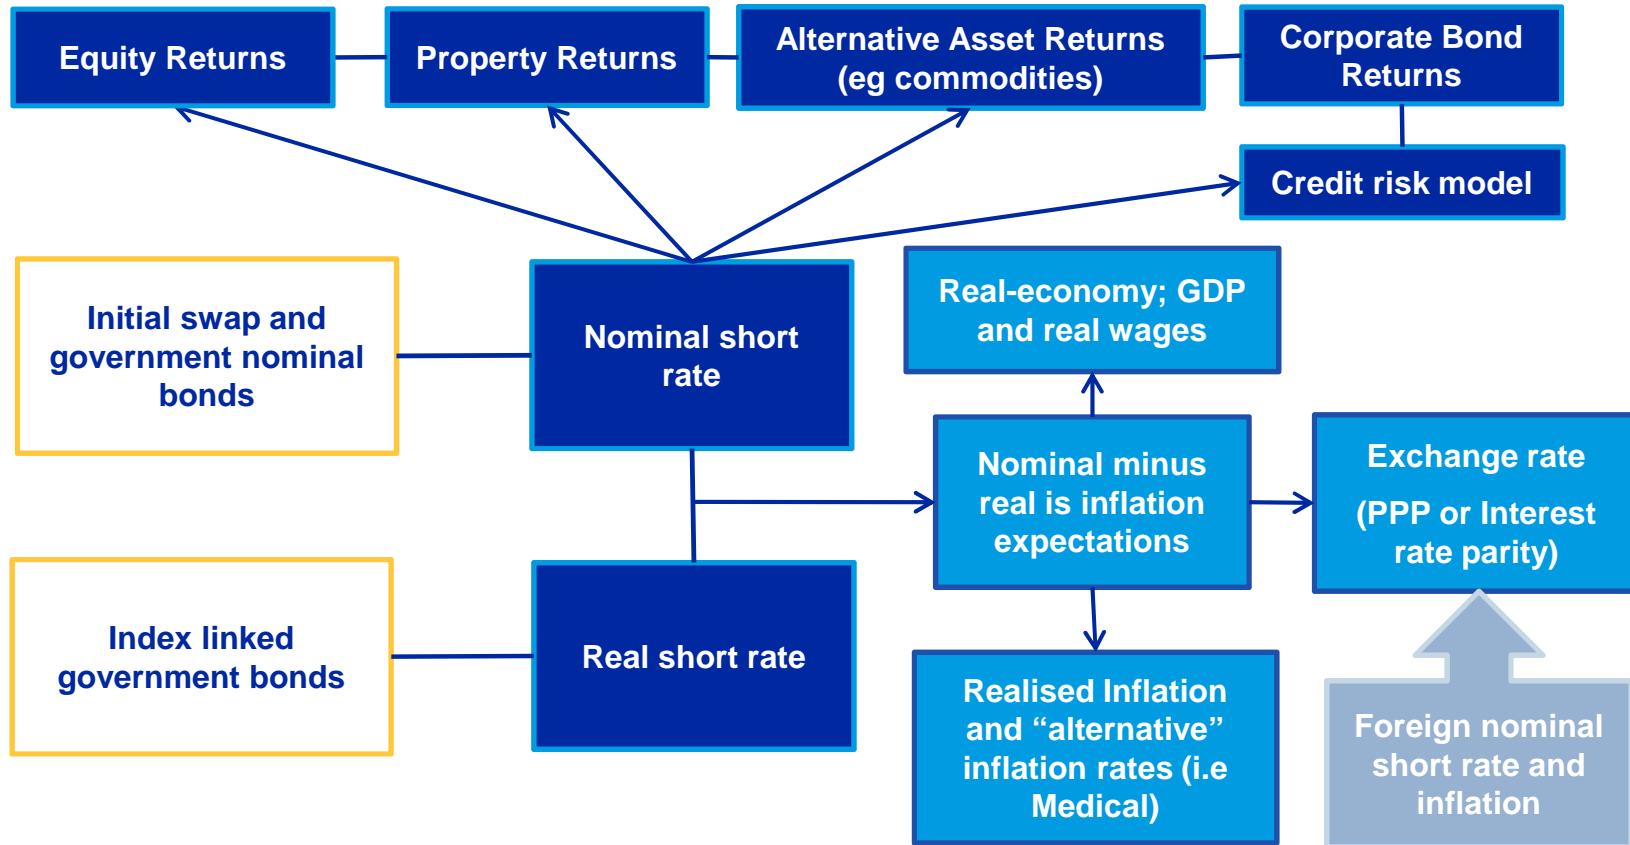 Equity Returns
Property Returns
Alternative Asset Returns
(eg commodities)
Corporate Bond
Returns
Credit risk model
Initial swap and
government nominal
bonds
Nominal short
rate
Real-economy; GDP
and real wages
Nominal minus
real is inflation
expectations
Exchange rate
(PPP or Interest
rate parity)
Index linked
government bonds
Real short rate
Realised Inflation
and “alternative”
inflation rates (i.e
Medical)
Foreign nominal
short rate and
inflation